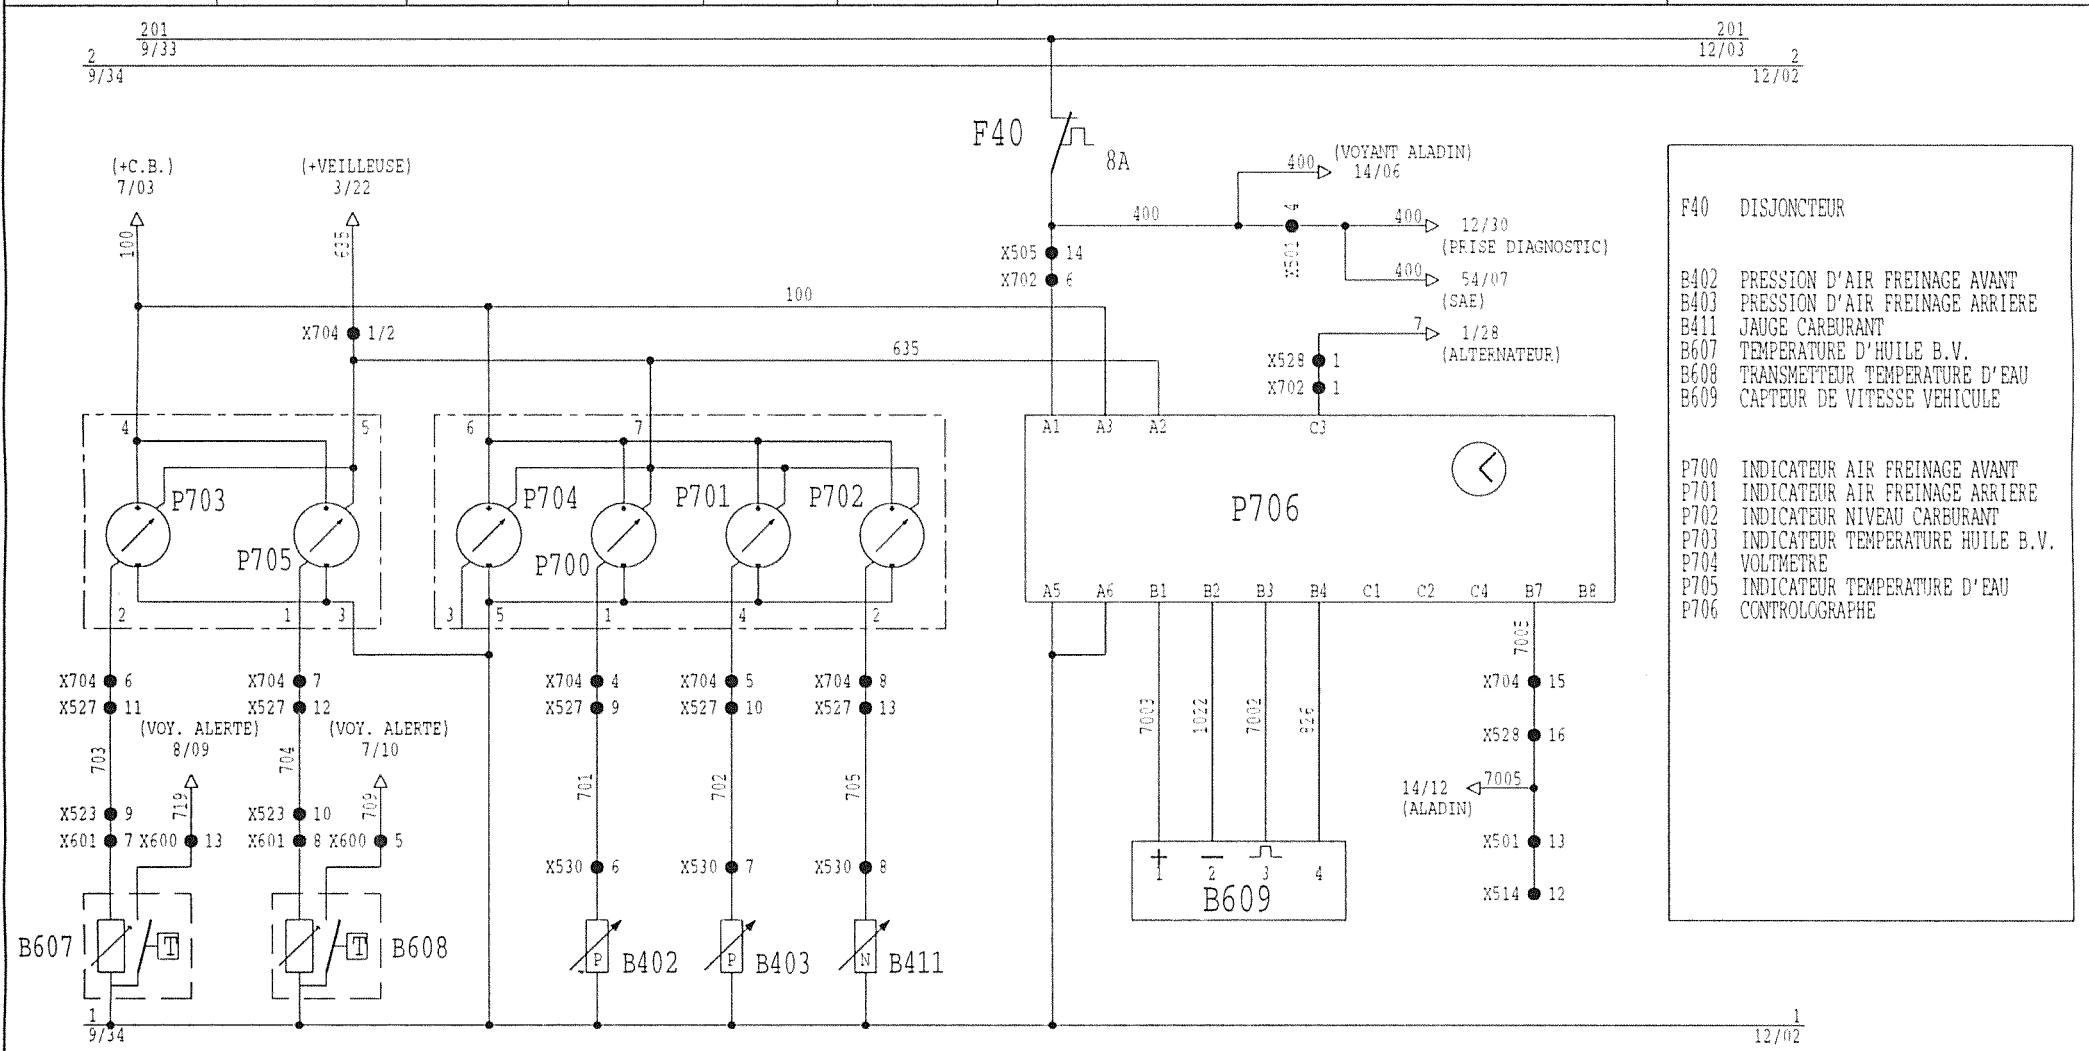 201
9/33
2
9/34
201
12/03
2
12/02
F40
8A
(+C.B.)
7/03
(+VEILLEUSE)
3/22
100
635
(VOYANT ALADIN)
400
14/06
400
4
X501
400
12/30
(PRISE DIAGNOSTIC)
400
54/07
(SAE)
X505 14
X702 6
100
X704 1/2
635
7
1/28
(ALTERNATEUR)
X528 1
X702 1
4
5
6
7
A1 A3 A2 C3
P703
P705
P704
P700
P701
P702
P706
2
1
3
3
5
1
4
2
A5 A6 B1 B2 B3 B4 C1 C2 C4 B7 B8
X704 6
X527 11
X704 7
X527 12
X704 4
X527 9
X704 5
X527 10
X704 8
X527 13
7005
X704 15
X528 16
(VOY. ALERTE)
8/09
(VOY. ALERTE)
7/10
703
719
704
709
701
702
705
7003
1022
7002
826
14/12
7005
(ALADIN)
X523 9
X601 7
X600 13
X523 10
X601 8
X600 5
X530 6
X530 7
X530 8
X501 13
X514 12
1
2
3
4
B609
B607
T
T
B608
P
B402
P
B403
N
B411
1
9/34
1
12/02
F40 DISJONCTEUR
B402 PRESSION D'AIR FREINAGE AVANT
B403 PRESSION D'AIR FREINAGE ARRIERE
B411 JAUGE CARBURANT
B607 TEMPERATURE D'HUILE B.V.
B608 TRANSMETTEUR TEMPERATURE D'EAU
B609 CAPTEUR DE VITESSE VEHICULE
P700 INDICATEUR AIR FREINAGE AVANT
P701 INDICATEUR AIR FREINAGE ARRIERE
P702 INDICATEUR NIVEAU CARBURANT
P703 INDICATEUR TEMPERATURE HUILE B.V.
P704 VOLTMETRE
P705 INDICATEUR TEMPERATURE D'EAU
P706 CONTROLOGRAPHE